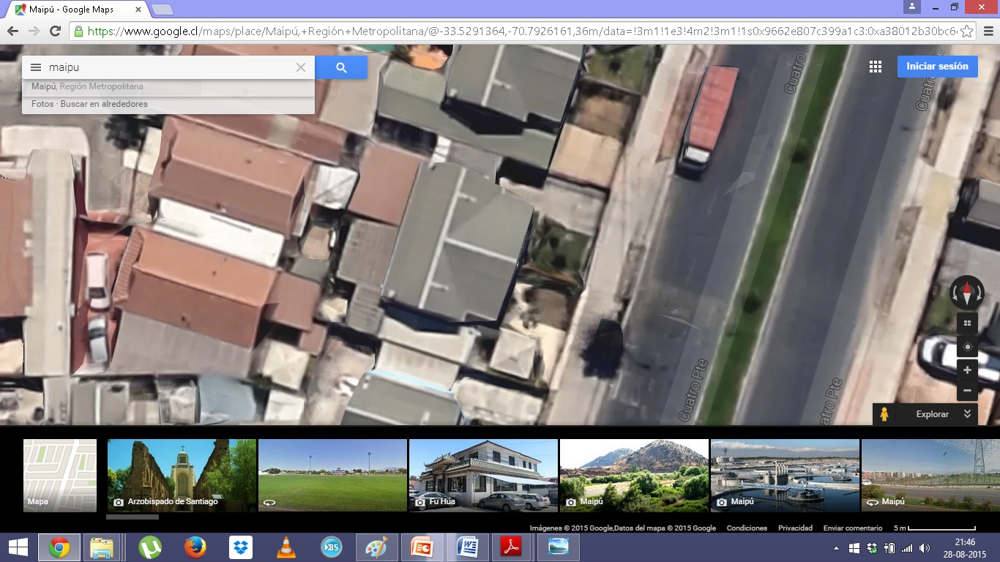 Maipú - Google Maps
https://www.google.cl/maps/place/Maipú,+Región+Metropolitana/@-33.5291364,-70.7926161,36m/data=!3m1!1e3!4m2!3m1!1s0x9662e807c399a1c3:0xa38012b30bc6
maipu
Iniciar sesión
Maipú, Región Metropolitana
Fotos · Buscar en alrededores
Cuatro
Cuatro
Cuatro Pte
Cuatro Pte
Explorar
Mapa
Arzobispado de Santiago
Fu Hua
Maipú
Maipú
Maipú
Imágenes © 2015 Google,Datos del mapa © 2015 Google Condiciones Privacidad Enviar comentario 5 m
21:46
28-08-2015